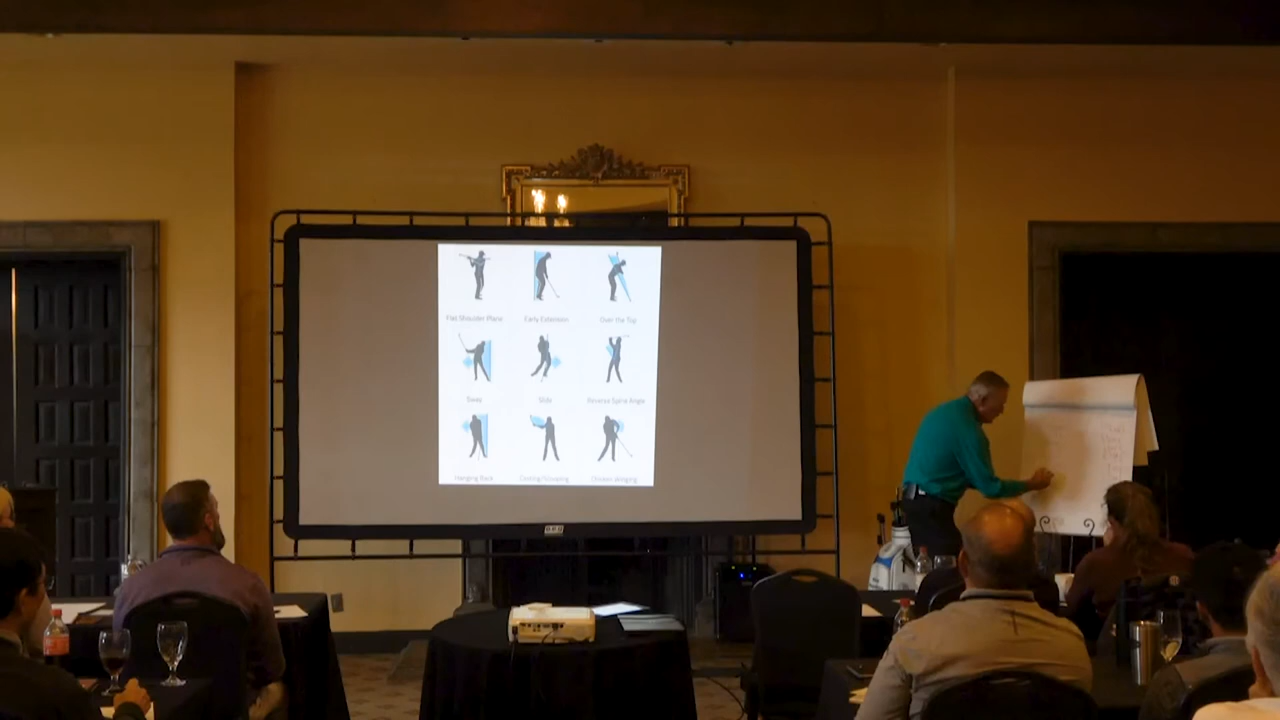 Flat Shoulder Plane Early Extension Over the Top
Sway Slide Reverse Spine Angle
Hanging Back Casting/Scooping Chicken Winging